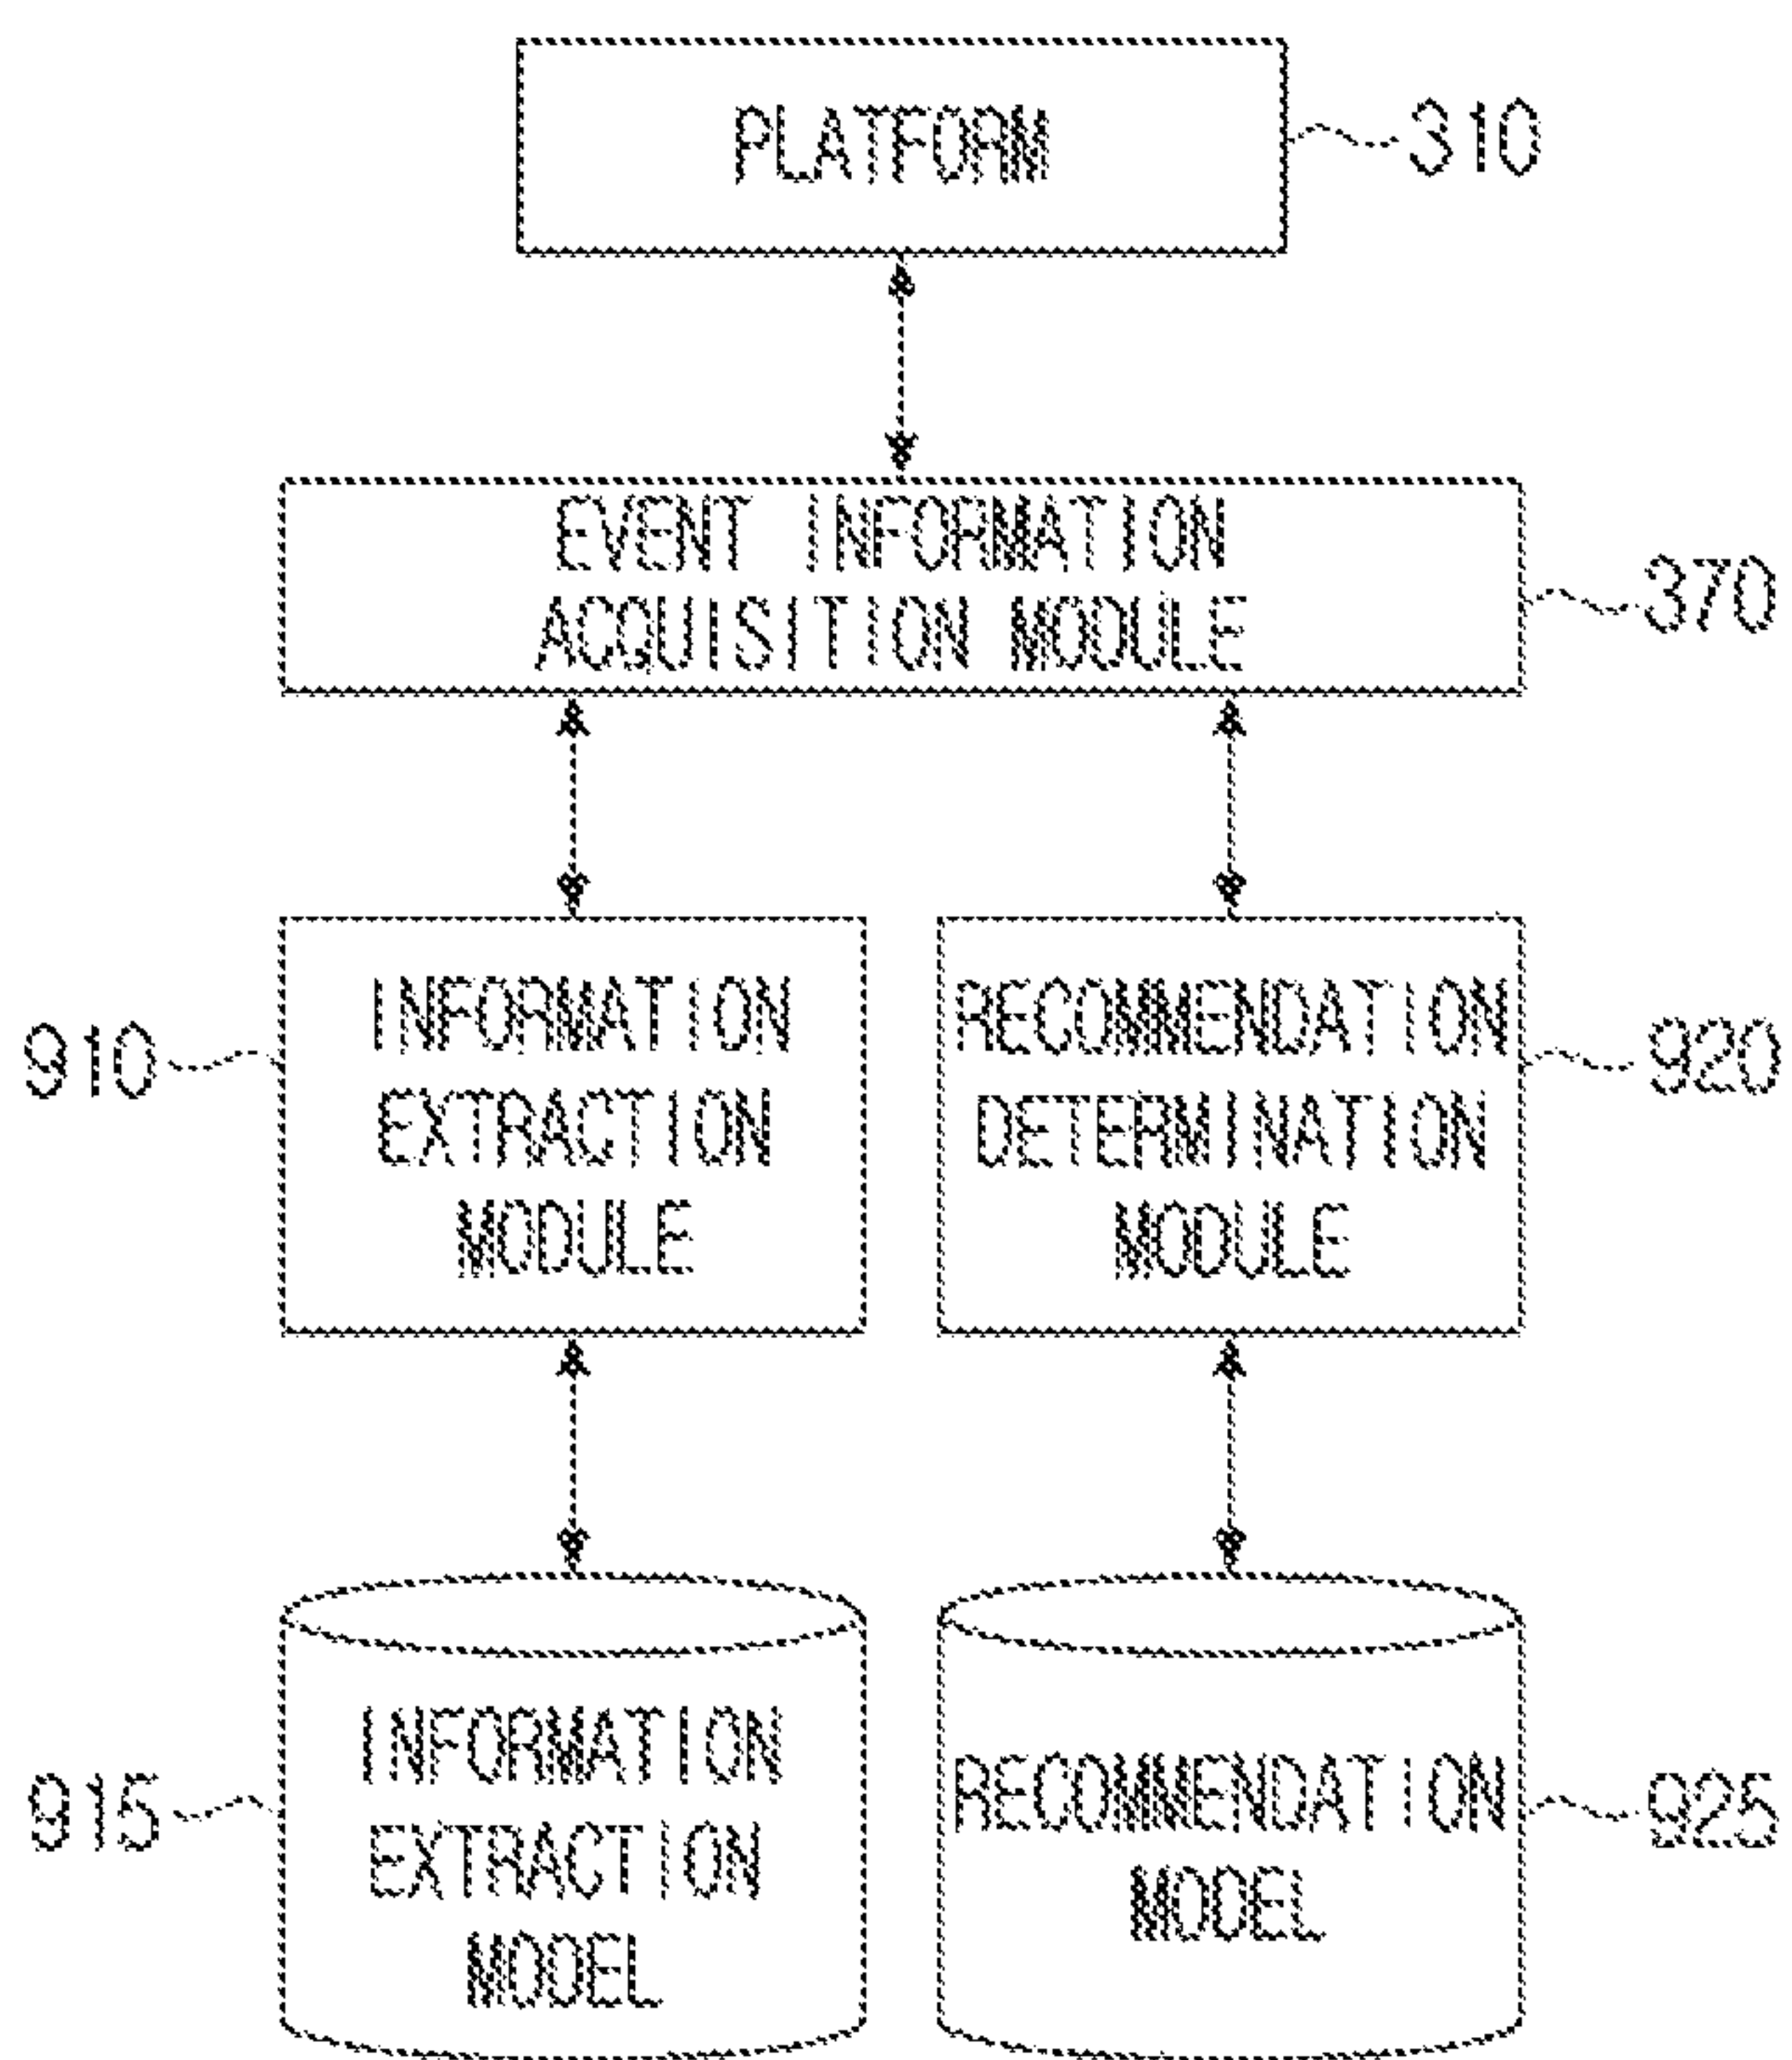 PLATFORM
310
EVENT INFORMATION
ACQUISITION MODULE
370
910
INFORMATION
EXTRACTION
MODULE
RECOMMENDATION
DETERMINATION
MODULE
920
915
INFORMATION
EXTRACTION
MODEL
RECOMMENDATION
MODEL
925